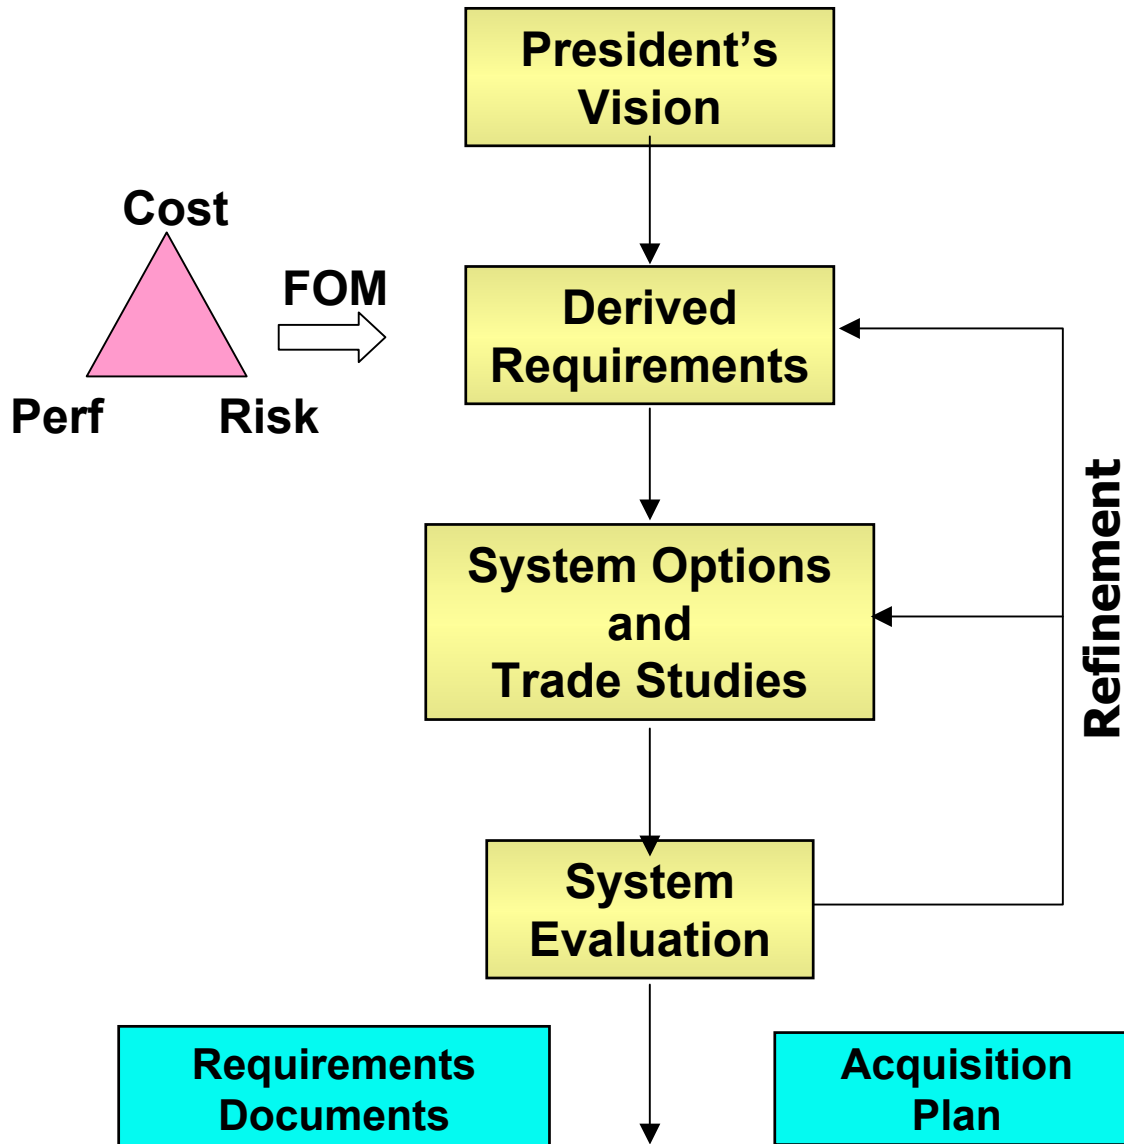 President’s
Vision
Cost
FOM
Perf
Risk
Derived
Requirements
System Options
and
Trade Studies
Refinement
System
Evaluation
Requirements
Documents
Acquisition
Plan